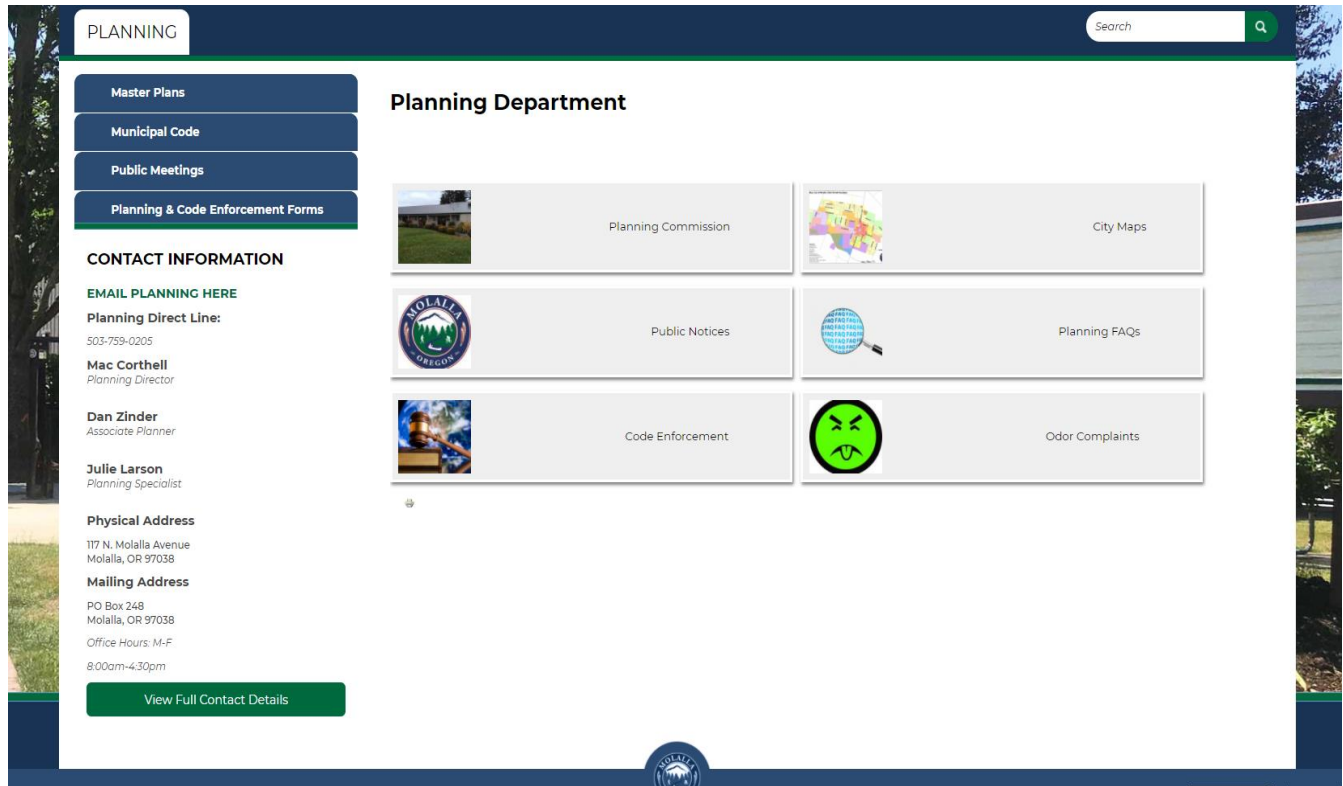 PLANNING
Search
Master Plans
Municipal Code
Public Meetings
Planning & Code Enforcement Forms
CONTACT INFORMATION
EMAIL PLANNING HERE
Planning Direct Line:
503-759-0205
Mac Corthell
Planning Director
Dan Zinder
Associate Planner
Julie Larson
Planning Specialist
Physical Address
117 N. Molalla Avenue
Molalla, OR 97038
Mailing Address
PO Box 248
Molalla, OR 97038
Office Hours: M-F
8:00am-4:30pm
View Full Contact Details
Planning Department
Planning Commission
City Maps
MOLALLA
OREGON
Public Notices
Planning FAQs
Code Enforcement
Odor Complaints
MOLALLA